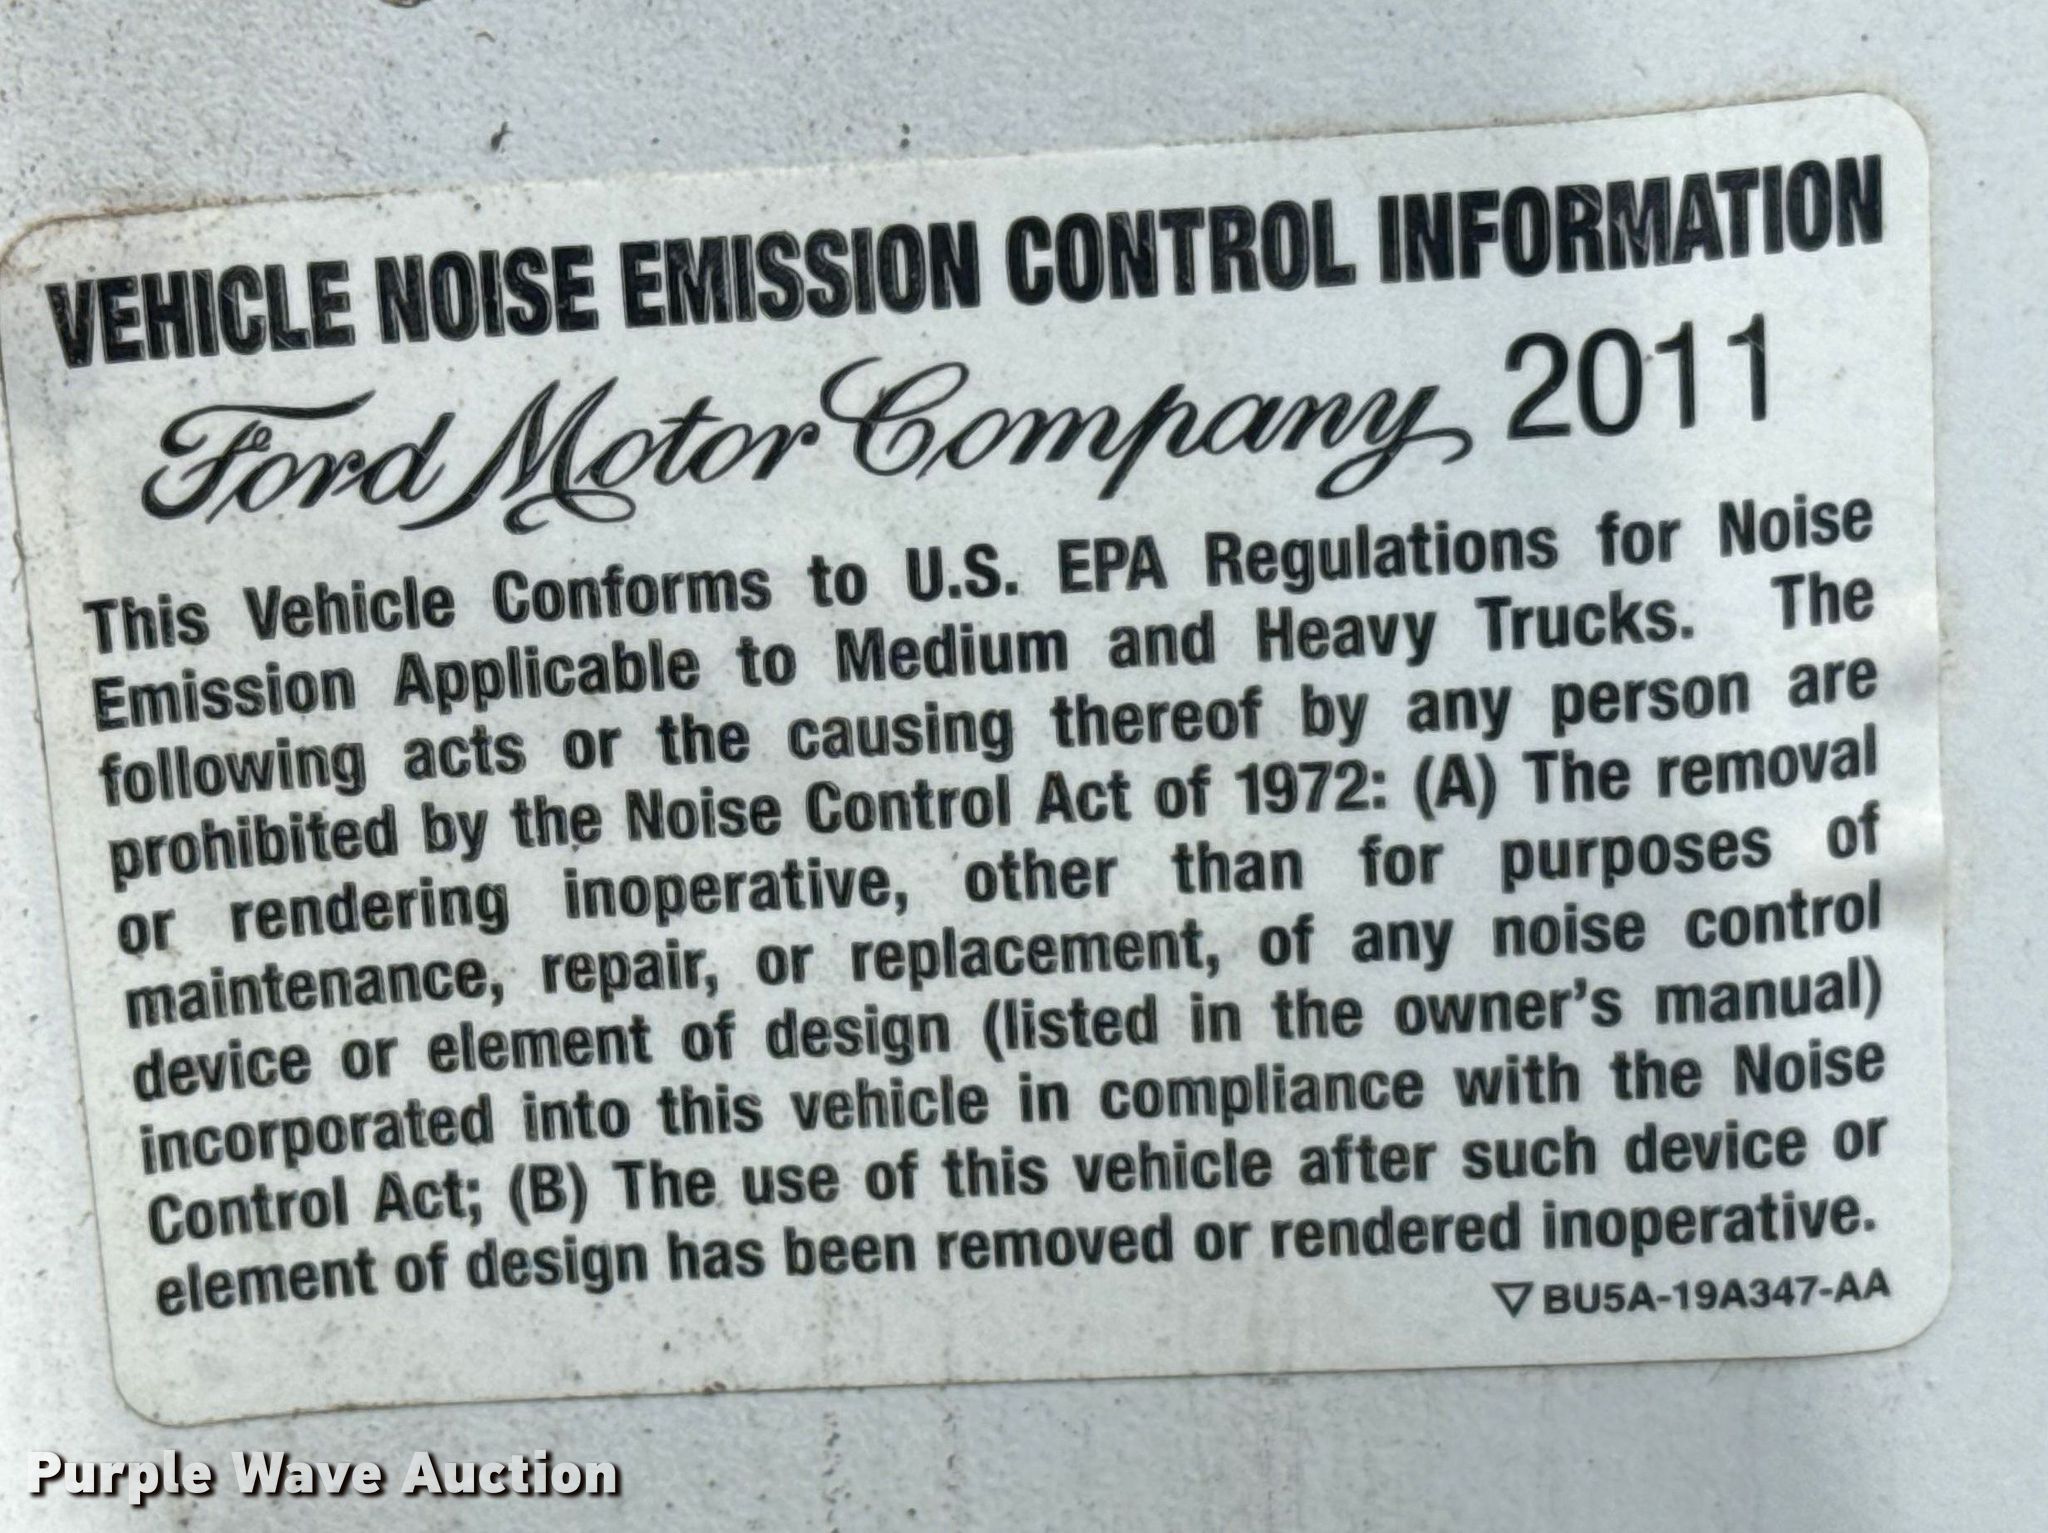 VEHICLE NOISE EMISSION CONTROL INFORMATION
Ford Motor Company 2011
This Vehicle Conforms to U.S. EPA Regulations for Noise
Emission Applicable to Medium and Heavy Trucks. The
following acts or the causing thereof by any person are
prohibited by the Noise Control Act of 1972: (A) The removal
or rendering inoperative, other than for purposes of
maintenance, repair, or replacement, of any noise control
device or element of design (listed in the owner's manual)
incorporated into this vehicle in compliance with the Noise
Control Act; (B) The use of this vehicle after such device or
element of design has been removed or rendered inoperative.
▽ BU5A-19A347-AA
Purple Wave Auction